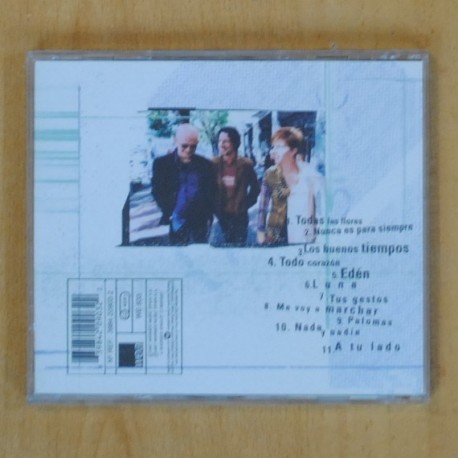 1. Todas las flores
2. Nunca es para siempre
3. Los buenos tiempos
4. Todo corazón
5. Edén
6. Luna
7 Tus gestos
8. Me voy a marchar
9. Palomas
10. Nada y nadie
11. A tu lado